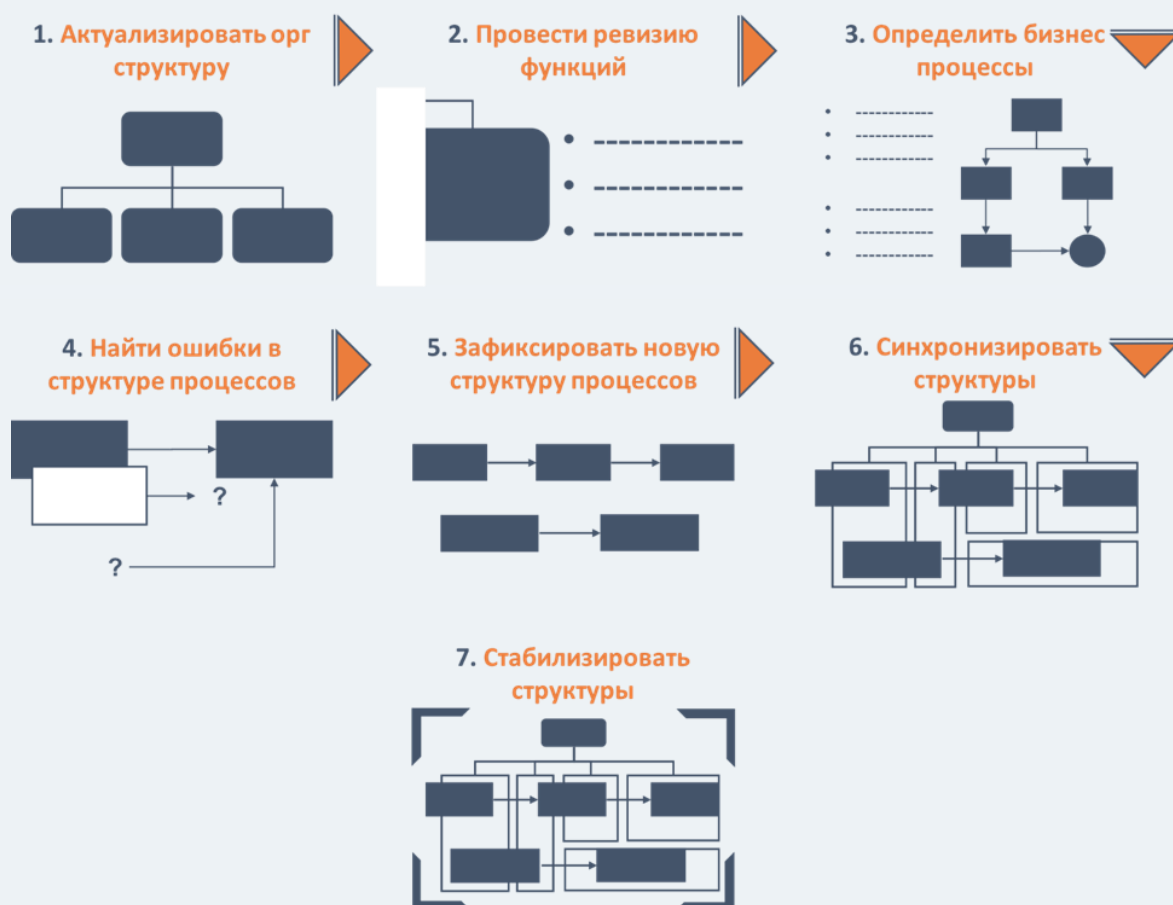 1. Актуализировать орг
структуру
2. Провести ревизию
функций
3. Определить бизнес
процессы
4. Найти ошибки в
структуре процессов
?
?
5. Зафиксировать новую
структуру процессов
6. Синхронизировать
структуры
7. Стабилизировать
структуры